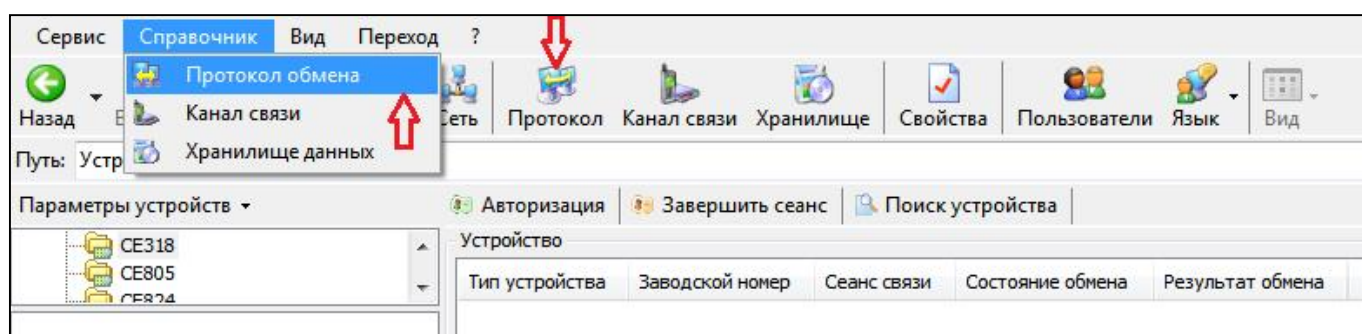 Сервис Справочник Вид Переход ?
Протокол обмена
Канал связи
Хранилище данных
Назад Сеть Протокол Канал связи Хранилище Свойства Пользователи Язык Вид
Путь: Устр
Параметры устройств Авторизация Завершить сеанс Поиск устройства
CE318
CE805
CE824
Устройство
Тип устройства Заводской номер Сеанс связи Состояние обмена Результат обмена